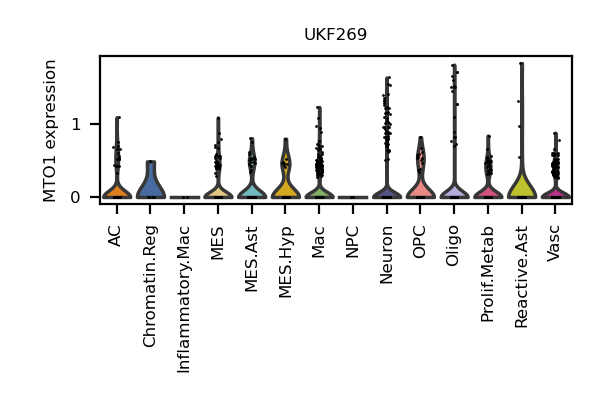 UKF269
MTO1 expression
1
0
AC
Chromatin.Reg
Inflammatory.Mac
MES
MES.Ast
MES.Hyp
Mac
NPC
Neuron
OPC
Oligo
Prolif.Metab
Reactive.Ast
Vasc